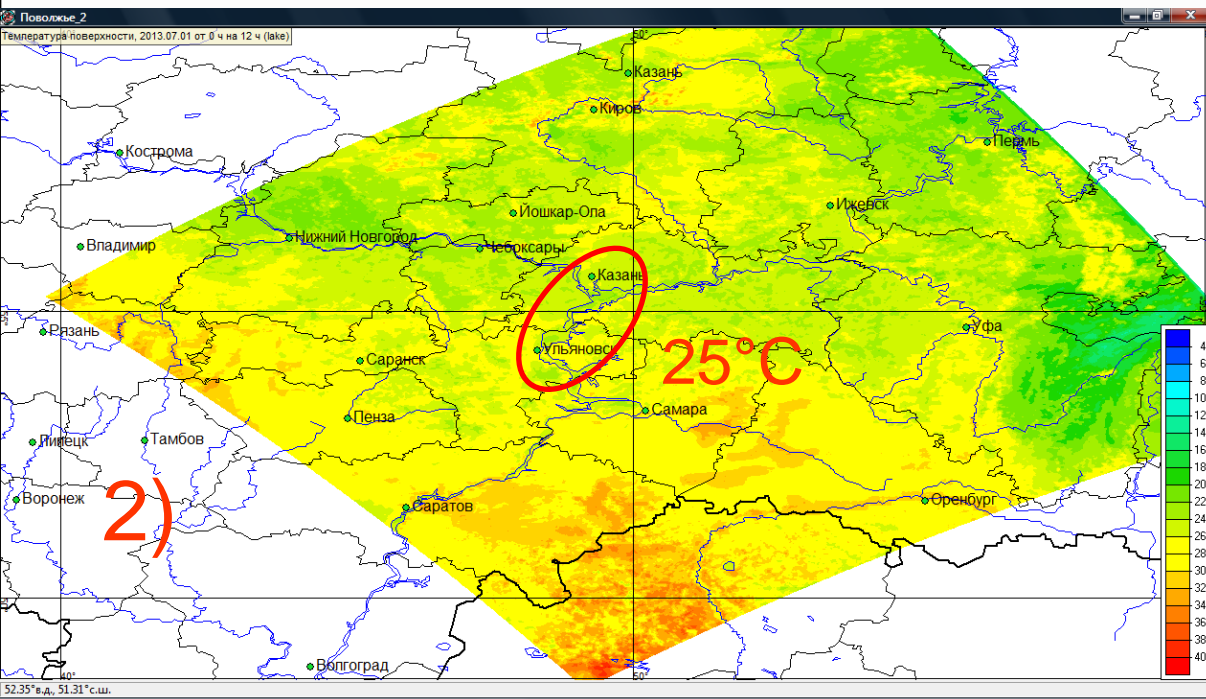 Поволжье_2
Температура поверхности, 2013.07.01 от 0 ч на 12 ч (lake)
50°
Казань
Киров
Пермь
Кострома
Ижевск
Йошкар-Ола
Нижний Новгород
Владимир
Чебоксары
Казань
Рязань
Уфа
Ульяновск
25°C
Саранск
Самара
Пенза
Липецк
Тамбов
Воронеж
2)
Саратов
Оренбург
Волгоград
40°
50°
4
6
8
10
12
14
16
18
20
22
24
26
28
30
32
34
36
38
40
52.35°в.д., 51.31°с.ш.